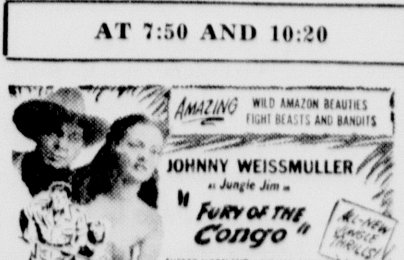 AT 7:50 AND 10:20
AMAZING WILD AMAZON BEAUTIES
FIGHT BEASTS AND BANDITS
JOHNNY WEISSMULLER
as Jungle Jim in
"FURY OF THE
Congo"
ALL-NEW
JUNGLE
THRILLS!